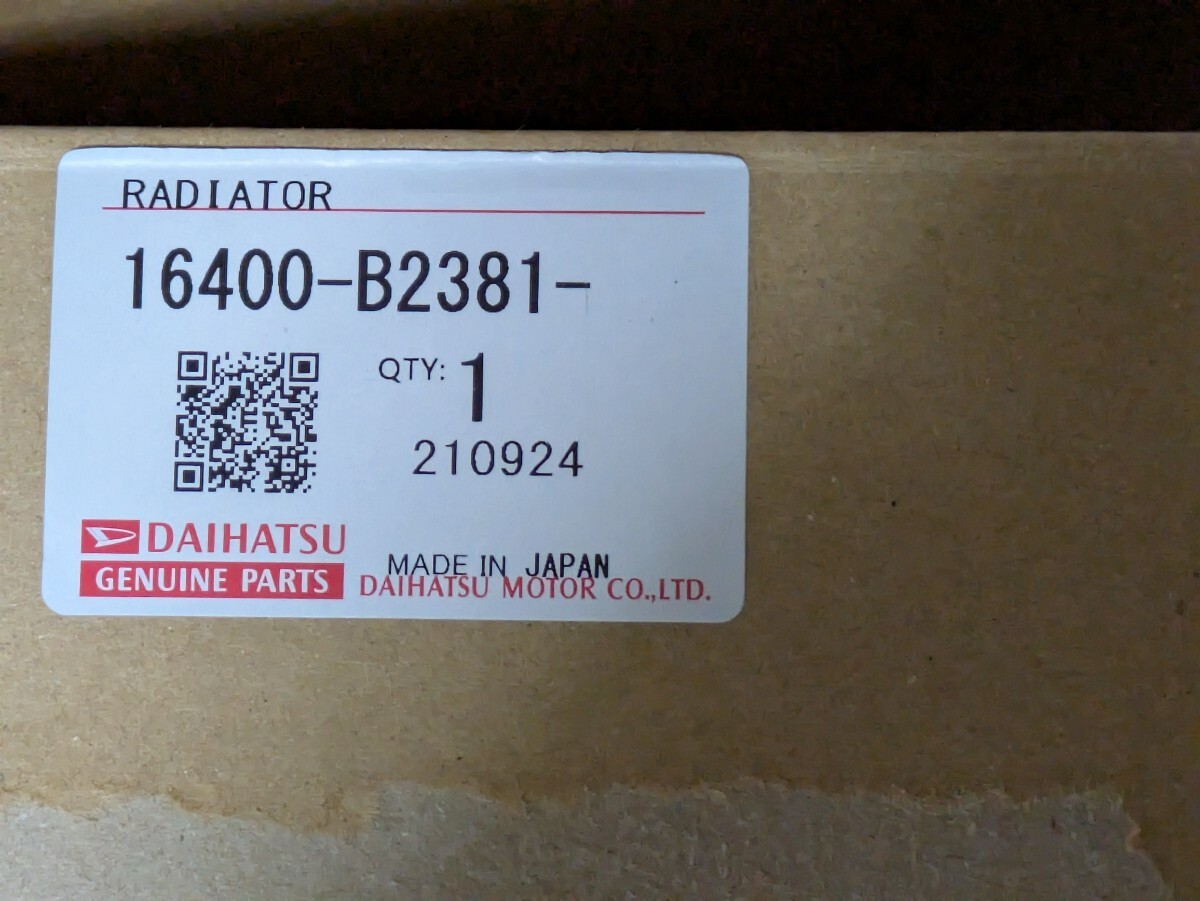 RADIATOR
16400-B2381-
QTY: 1
210924
DAIHATSU
GENUINE PARTS
MADE IN JAPAN
DAIHATSU MOTOR CO.,LTD.